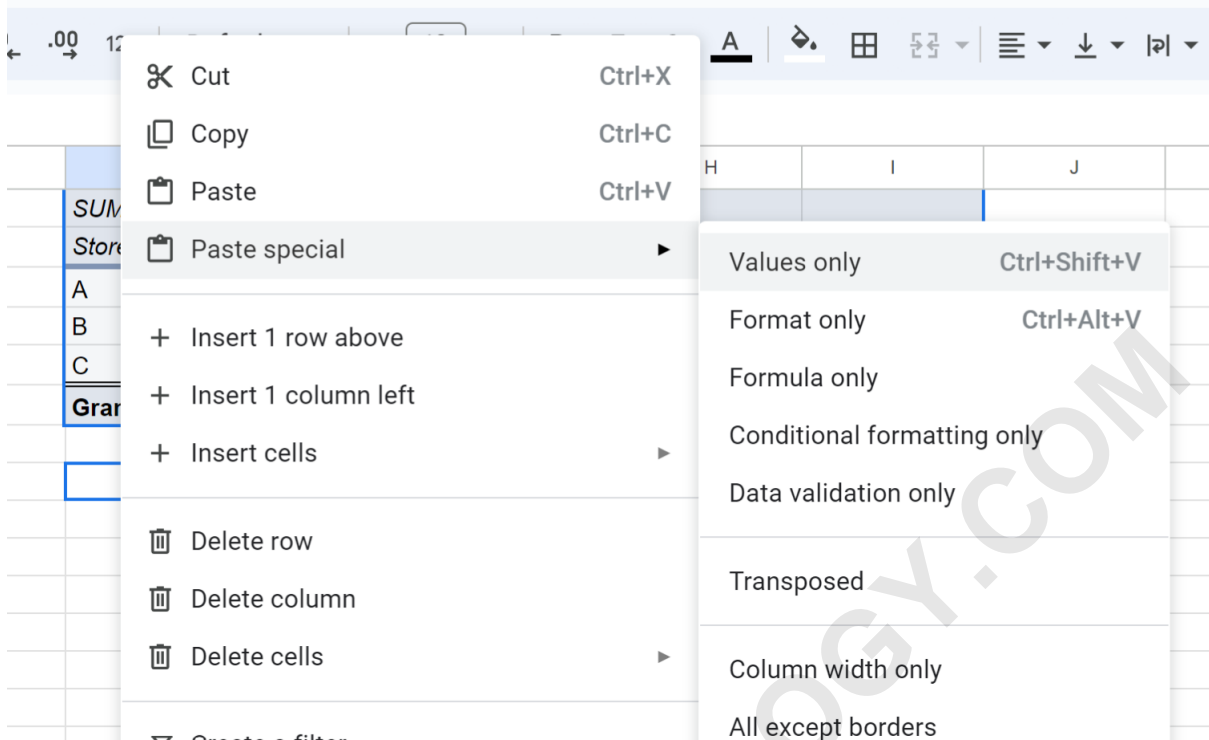 .00
12
A
Cut Ctrl+X
Copy Ctrl+C
Paste Ctrl+V
Paste special
Insert 1 row above
Insert 1 column left
Insert cells
Delete row
Delete column
Delete cells
Create a filter
H I J
SUM
Store
A
B
C
Gran
Values only Ctrl+Shift+V
Format only Ctrl+Alt+V
Formula only
Conditional formatting only
Data validation only
Transposed
Column width only
All except borders
OGY.COM